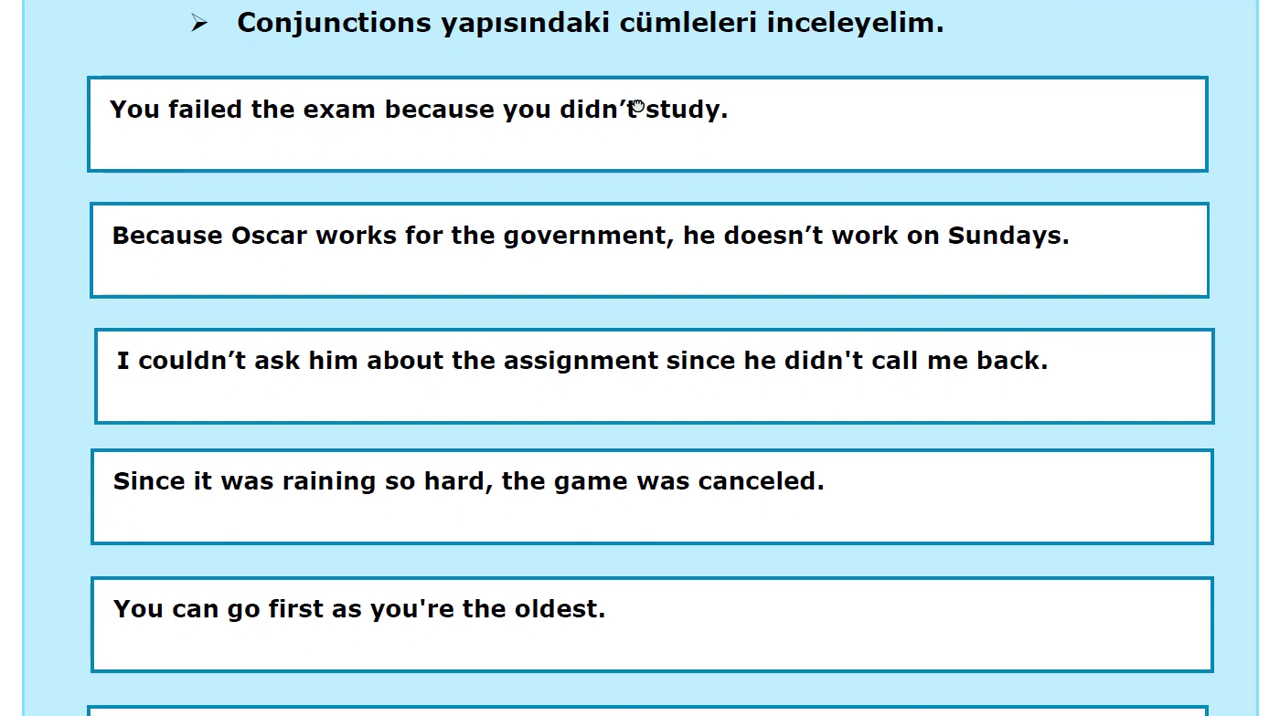 ➢ Conjunctions yapısındaki cümleleri inceleyelim.
You failed the exam because you didn’t study.
Because Oscar works for the government, he doesn’t work on Sundays.
I couldn’t ask him about the assignment since he didn't call me back.
Since it was raining so hard, the game was canceled.
You can go first as you're the oldest.